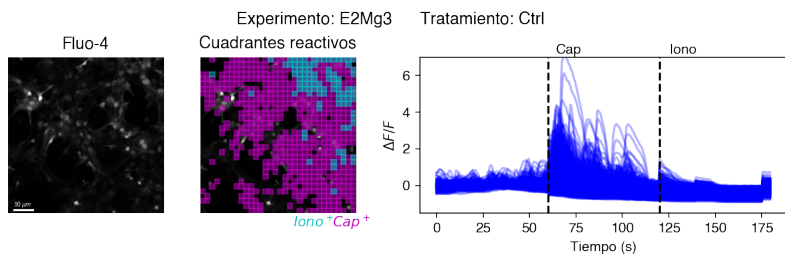 Experimento: E2Mg3 Tratamiento: Ctrl
Fluo-4
Cuadrantes reactivos
Cap Iono
50 µm
Iono⁺Cap⁺
ΔF/F
6
4
2
0
0 25 50 75 100 125 150 175
Tiempo (s)